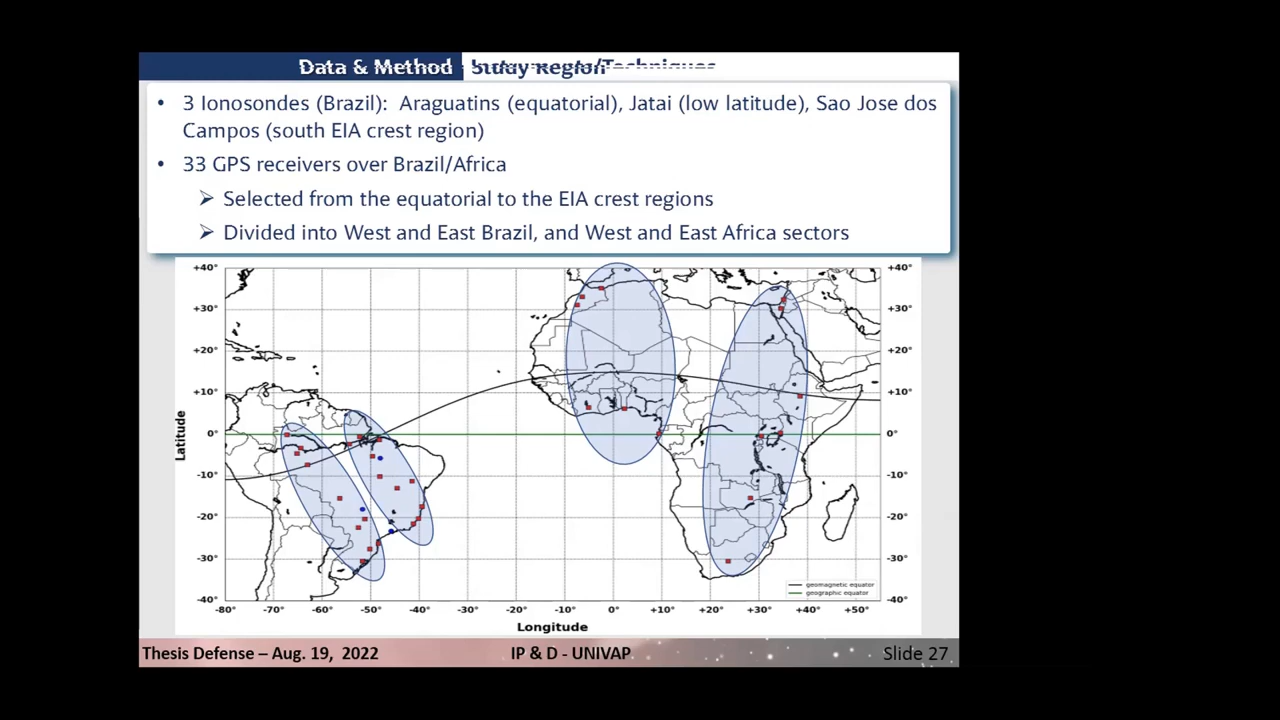 Data & Method Study Region/Techniques
• 3 Ionosondes (Brazil): Araguatins (equatorial), Jatai (low latitude), Sao Jose dos
Campos (south EIA crest region)
• 33 GPS receivers over Brazil/Africa
➢ Selected from the equatorial to the EIA crest regions
➢ Divided into West and East Brazil, and West and East Africa sectors
+40° +40°
+30° +30°
+20° +20°
+10° +10°
0° 0°
-10° -10°
-20° -20°
-30° -30°
-40° -40°
Latitude
geomagnetic equator
geographic equator
-80° -70° -60° -50° -40° -30° -20° -10° 0° +10° +20° +30° +40° +50°
Longitude
Thesis Defense – Aug. 19, 2022 IP & D - UNIVAP Slide 27